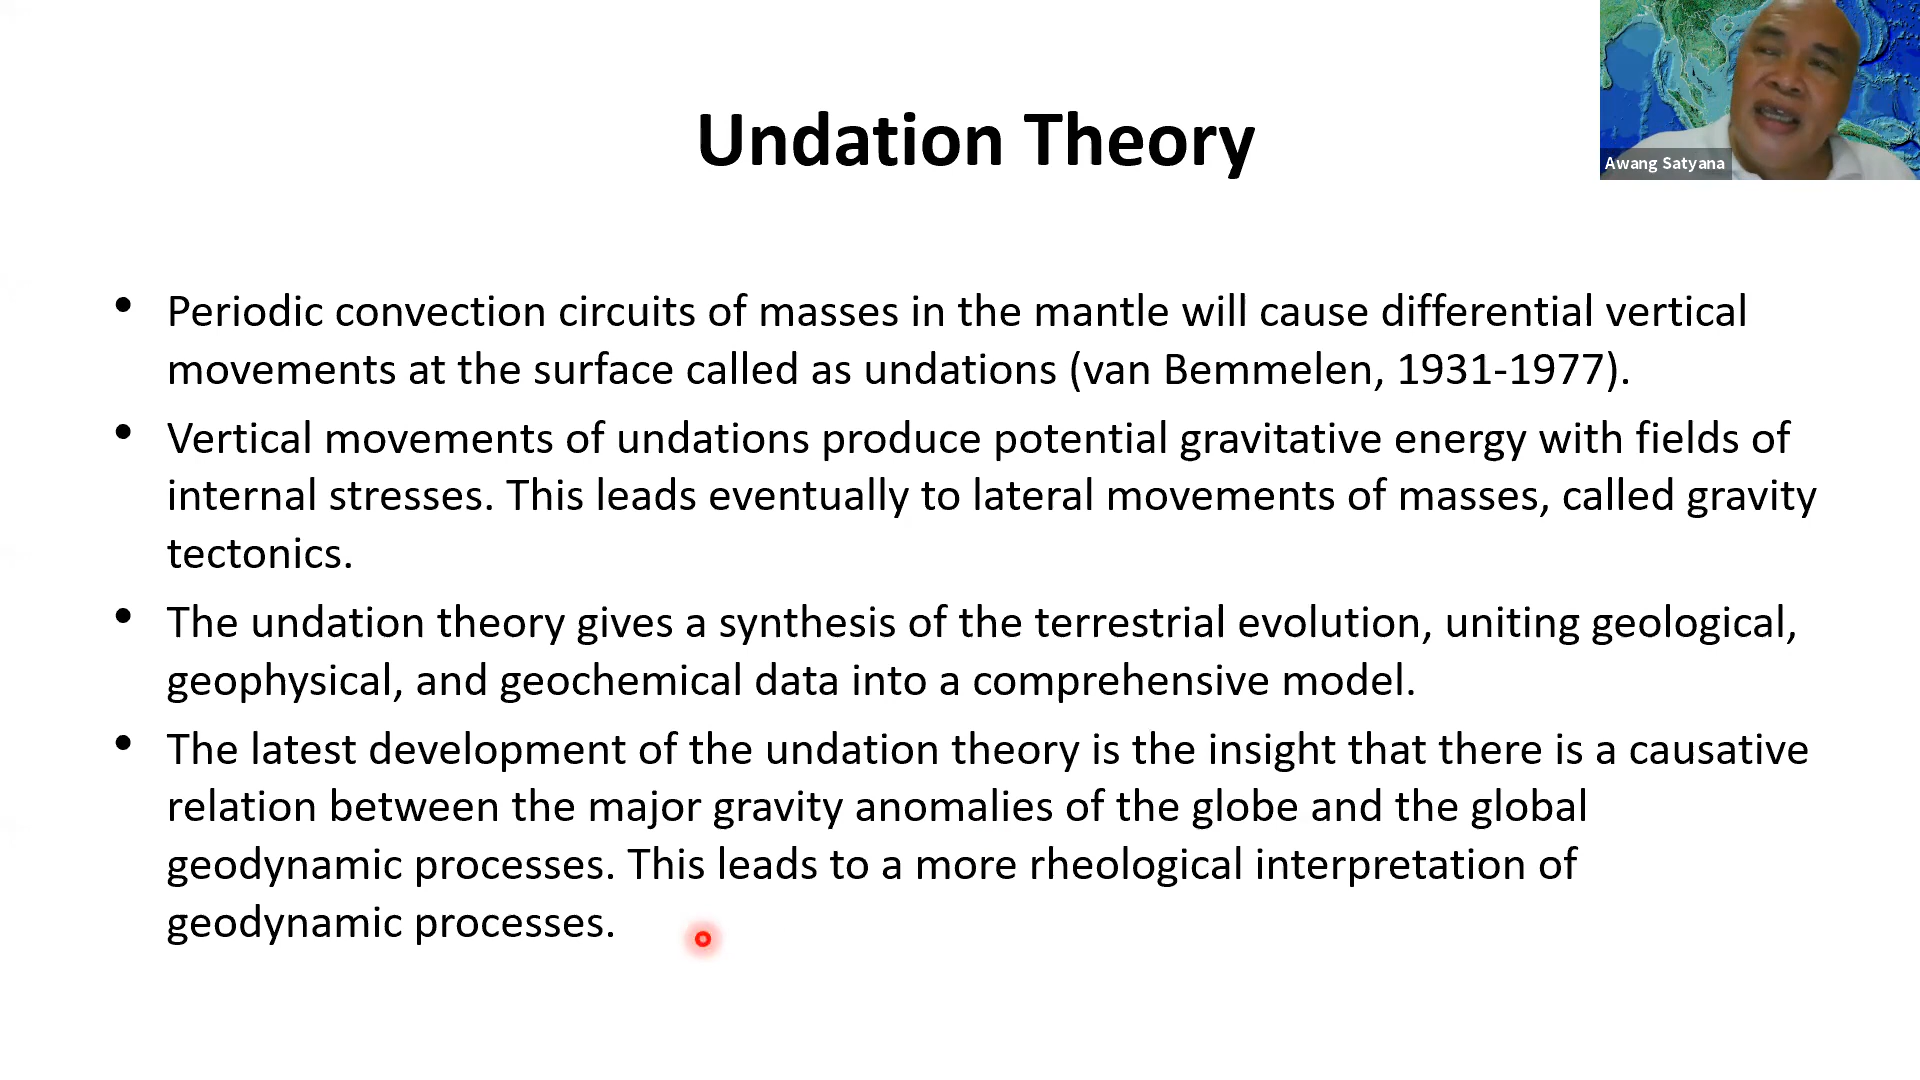 Undation Theory
Awang Satyana
• Periodic convection circuits of masses in the mantle will cause differential vertical
movements at the surface called as undations (van Bemmelen, 1931-1977).
• Vertical movements of undations produce potential gravitative energy with fields of
internal stresses. This leads eventually to lateral movements of masses, called gravity
tectonics.
• The undation theory gives a synthesis of the terrestrial evolution, uniting geological,
geophysical, and geochemical data into a comprehensive model.
• The latest development of the undation theory is the insight that there is a causative
relation between the major gravity anomalies of the globe and the global
geodynamic processes. This leads to a more rheological interpretation of
geodynamic processes.